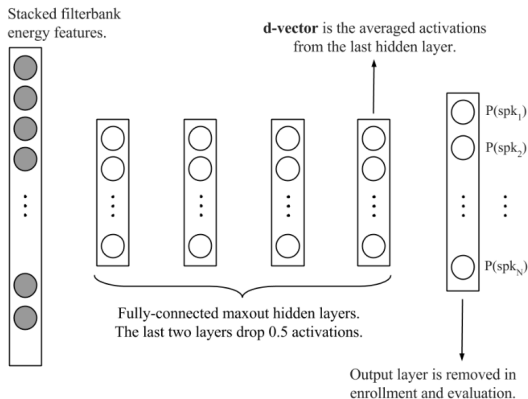 Stacked filterbank
energy features.
d-vector is the averaged activations
from the last hidden layer.
P(spk₁)
P(spk₂)
P(spk_N)
Fully-connected maxout hidden layers.
The last two layers drop 0.5 activations.
Output layer is removed in
enrollment and evaluation.